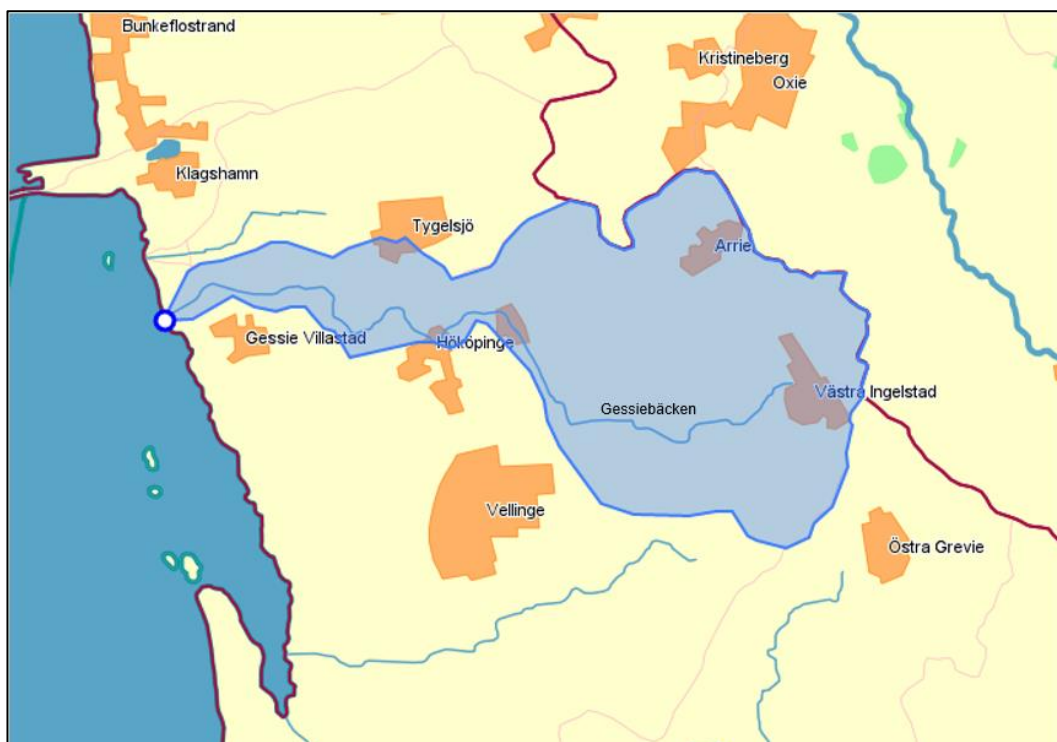 Bunkeflostrand
Kristineberg
Oxie
Klagshamn
Tygelsjö
Arrie
Gessie Villastad
Hököpinge
Västra Ingelstad
Gessiebäcken
Vellinge
Östra Grevie